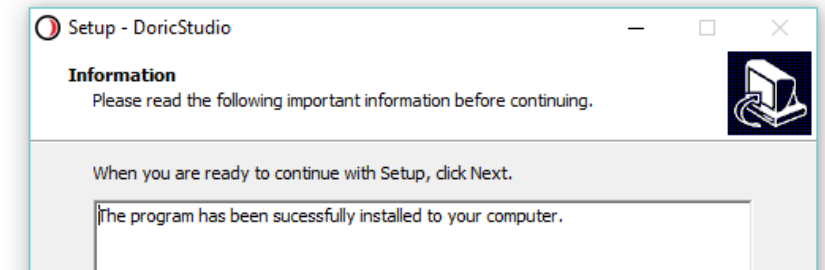 Setup - DoricStudio
Information
Please read the following important information before continuing.
When you are ready to continue with Setup, click Next.
The program has been sucessfully installed to your computer.